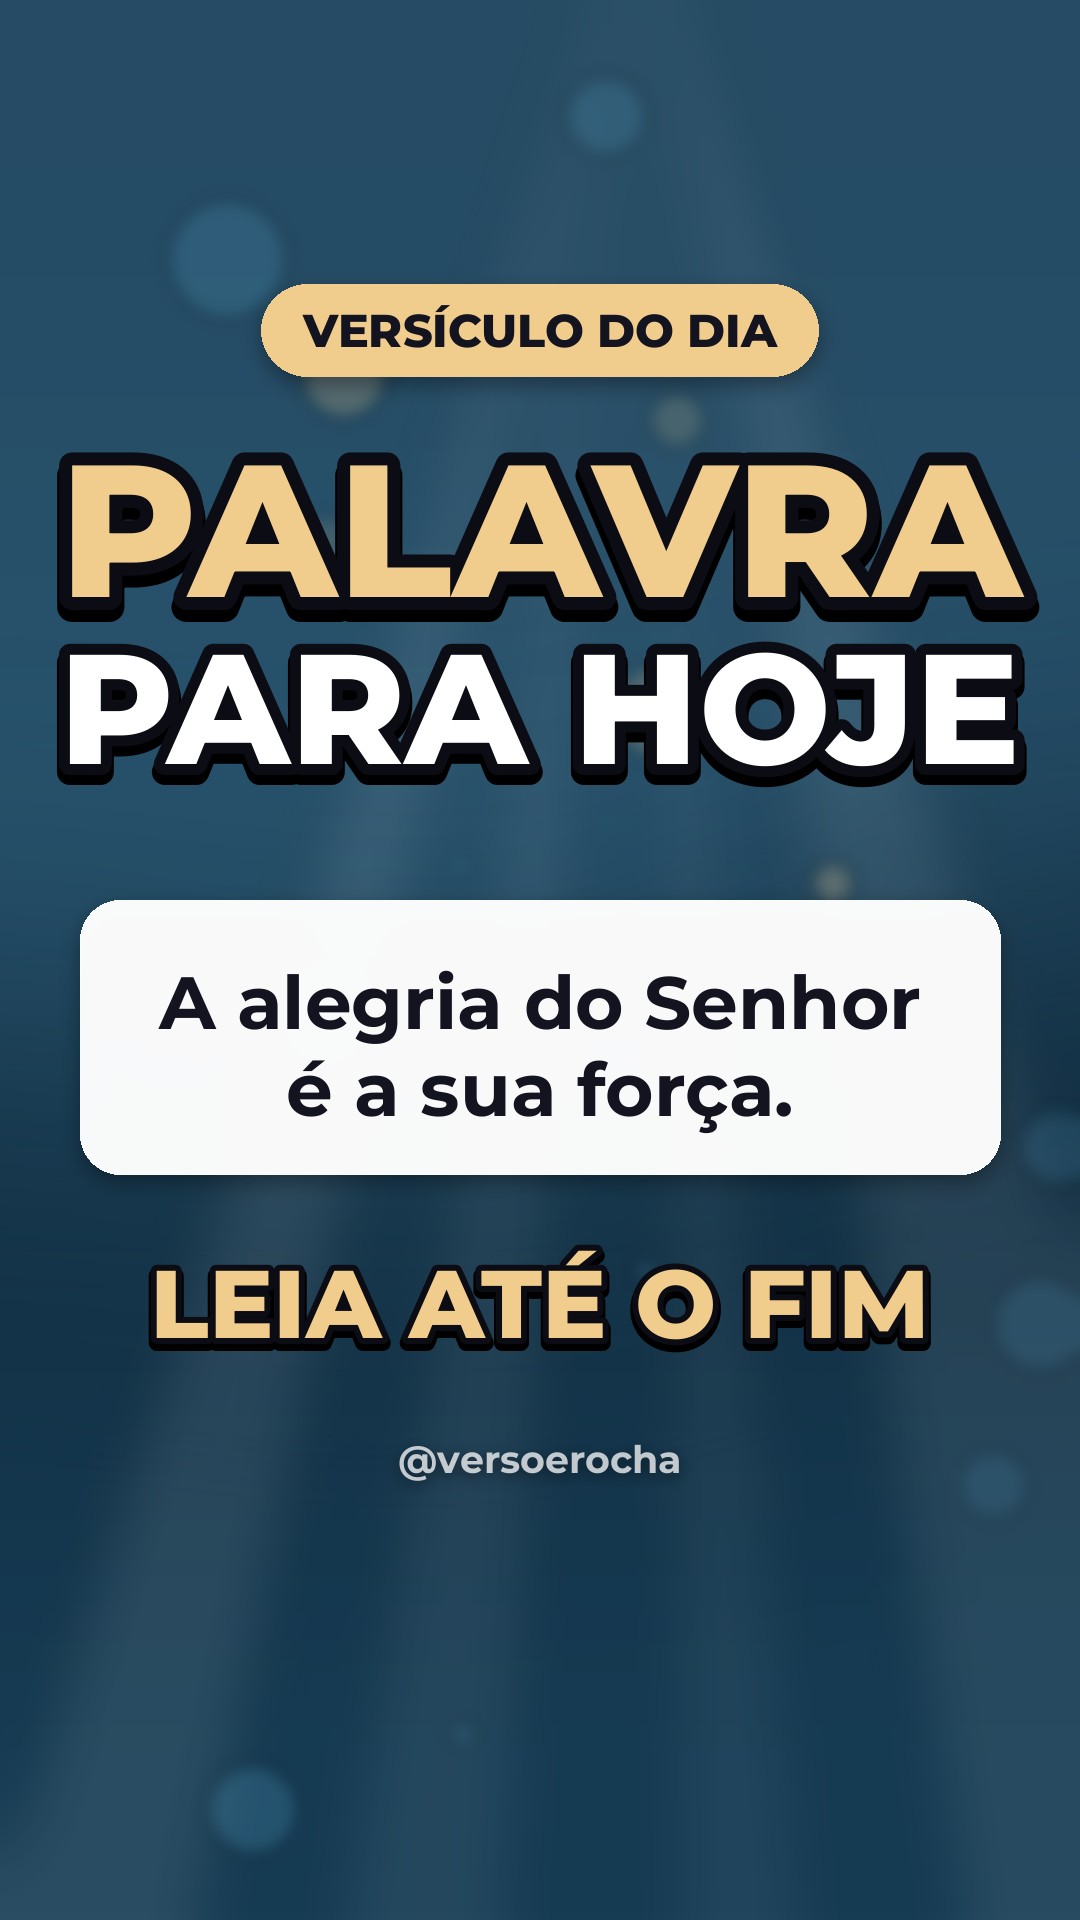 VERSÍCULO DO DIA
PALAVRA
PARA HOJE
A alegria do Senhor
é a sua força.
LEIA ATÉ O FIM
@versoerocha